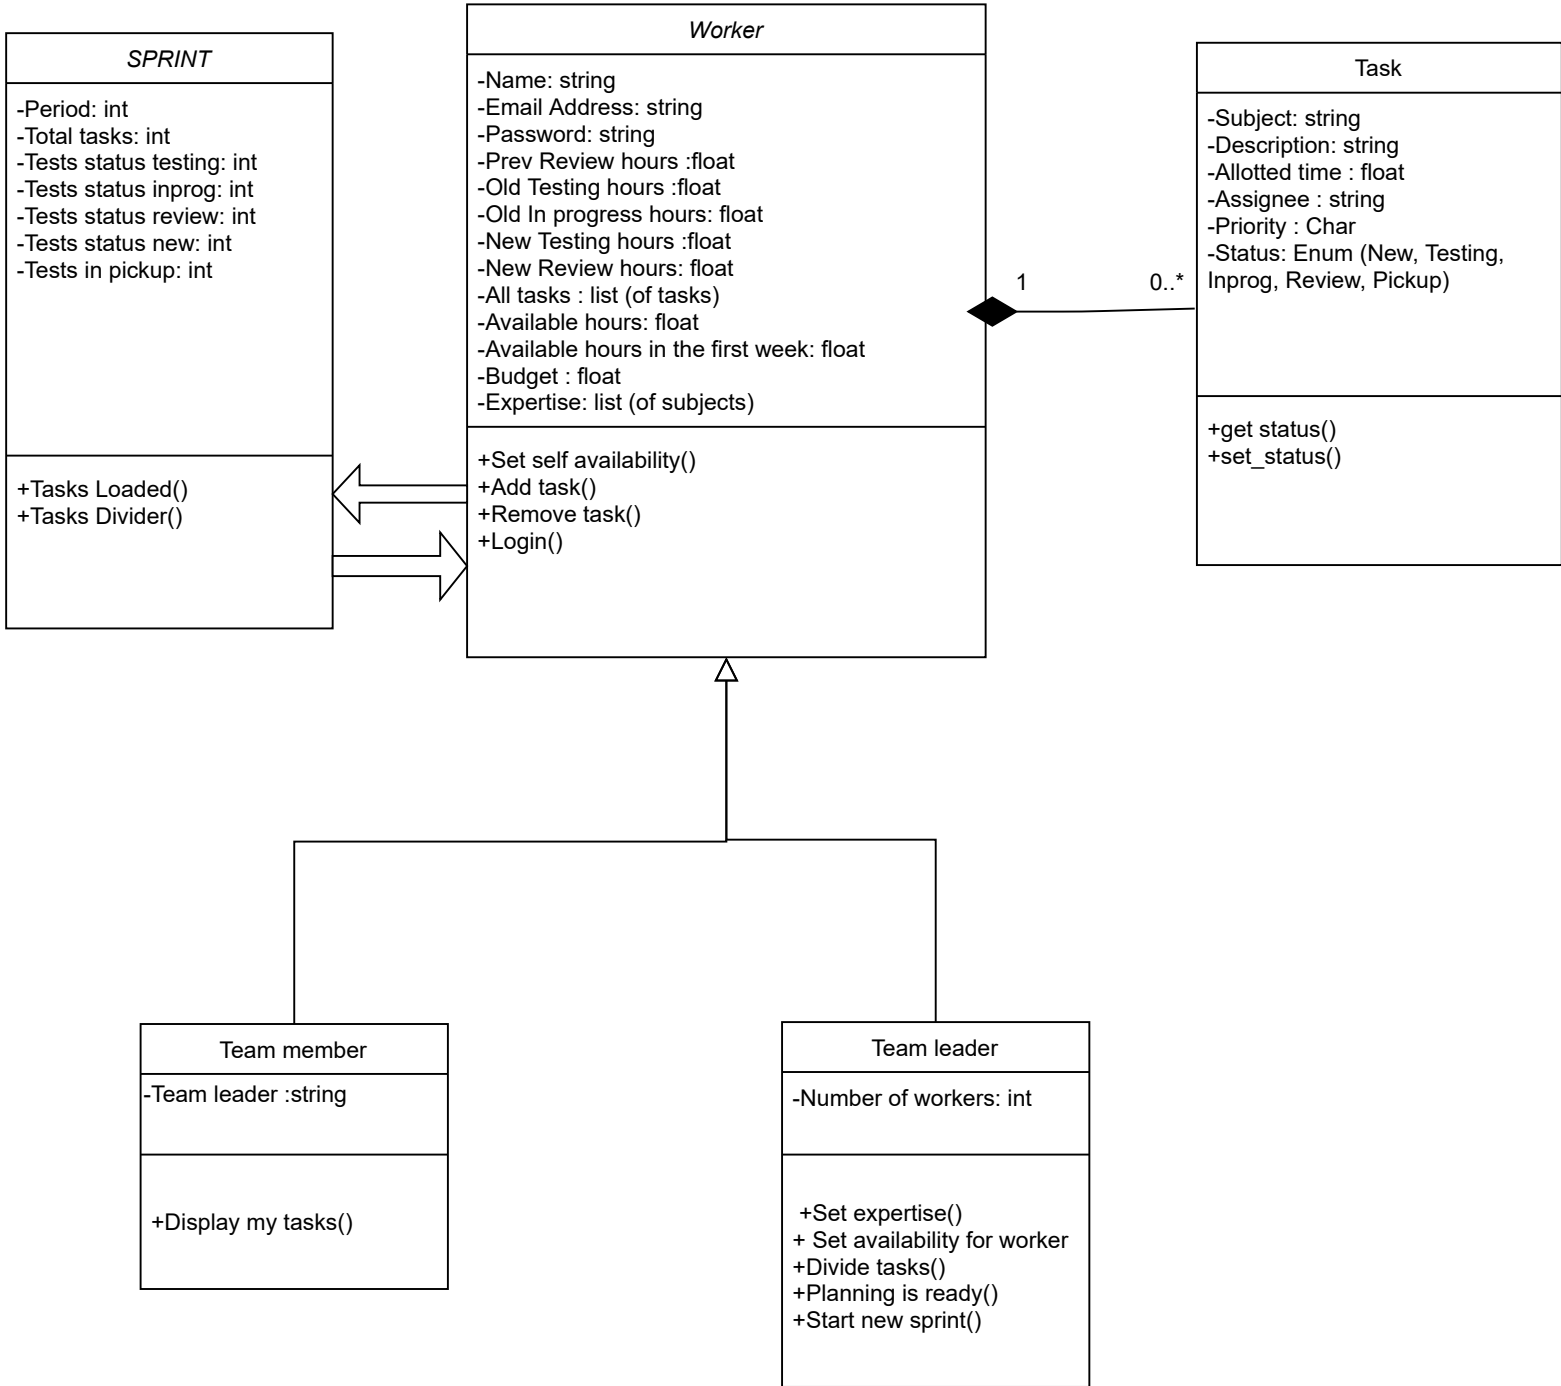 SPRINT
-Period: int
-Total tasks: int
-Tests status testing: int
-Tests status inprog: int
-Tests status review: int
-Tests status new: int
-Tests in pickup: int
+Tasks Loaded()
+Tasks Divider()
Worker
-Name: string
-Email Address: string
-Password: string
-Prev Review hours :float
-Old Testing hours :float
-Old In progress hours: float
-New Testing hours :float
-New Review hours: float
-All tasks : list (of tasks)
-Available hours: float
-Available hours in the first week: float
-Budget : float
-Expertise: list (of subjects)
+Set self availability()
+Add task()
+Remove task()
+Login()
1
0..*
Task
-Subject: string
-Description: string
-Allotted time : float
-Assignee : string
-Priority : Char
-Status: Enum (New, Testing,
Inprog, Review, Pickup)
+get status()
+set_status()
Team member
-Team leader :string
+Display my tasks()
Team leader
-Number of workers: int
+Set expertise()
+ Set availability for worker
+Divide tasks()
+Planning is ready()
+Start new sprint()